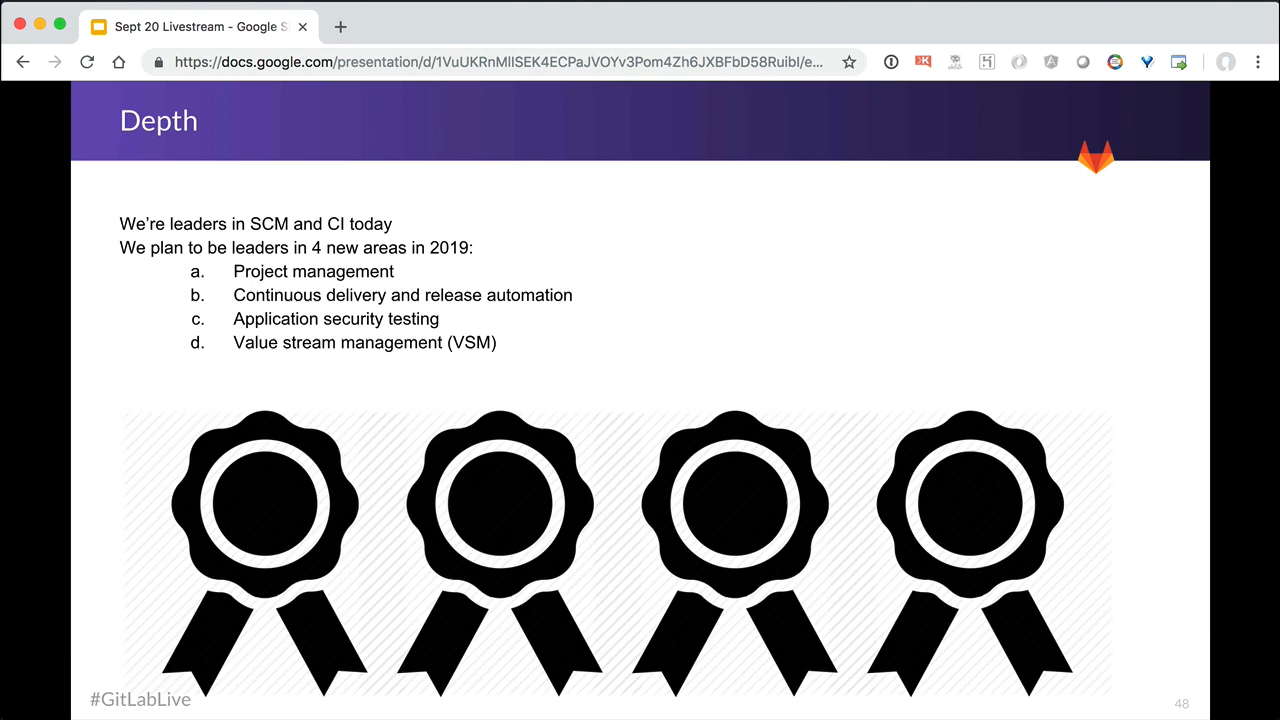 Sept 20 Livestream - Google S
https://docs.google.com/presentation/d/1VuUKRnMlISEK4ECPaJVOYv3Pom4Zh6JXBFbD58RuibI/e...
Depth
We're leaders in SCM and CI today
We plan to be leaders in 4 new areas in 2019:
a. Project management
b. Continuous delivery and release automation
c. Application security testing
d. Value stream management (VSM)
#GitLabLive
48